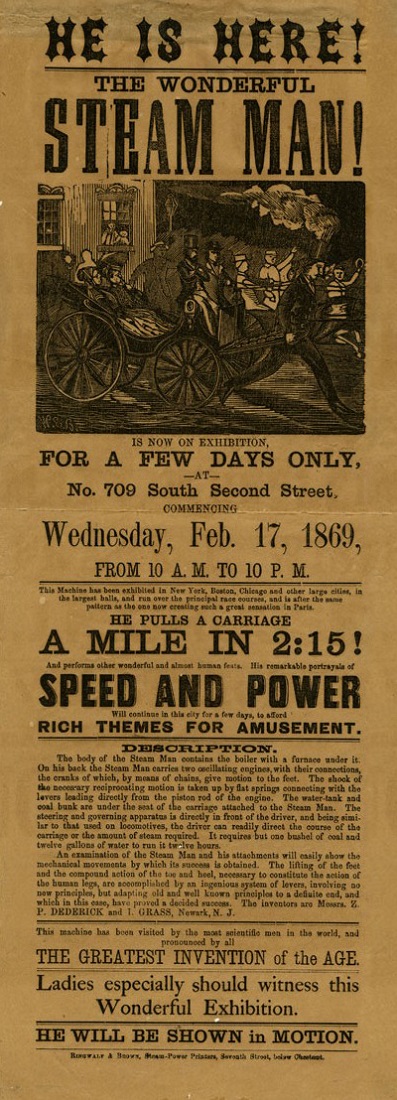 HE IS HERE!
THE WONDERFUL
STEAM MAN!
IS NOW ON EXHIBITION,
FOR A FEW DAYS ONLY,
—AT—
No. 709 South Second Street,
COMMENCING
Wednesday, Feb. 17, 1869,
FROM 10 A. M. TO 10 P. M.
This Machine has been exhibited in New York, Boston, Chicago and other large cities, in
the largest halls, and run over the principal race courses, and is after the same
pattern as the one now creating such a great sensation in Paris.
HE PULLS A CARRIAGE
A MILE IN 2:15!
And performs other wonderful and almost human feats. His remarkable portrayals of
SPEED AND POWER
Will continue in this city for a few days, to afford
RICH THEMES FOR AMUSEMENT.
DESCRIPTION.
The body of the Steam Man contains the boiler with a furnace under it.
On his back the Steam Man carries two oscillating engines, with their connections,
the cranks of which, by means of chains, give motion to the feet. The shook of
the necessary reciprocating motion is taken up by flat springs connecting with the
levers leading directly from the piston rod of the engine. The water-tank and
coal bunk are under the seat of the carriage attached to the Steam Man. The
steering and governing apparatus is directly in front of the driver, and being simi-
lar to that used on locomotives, the driver can readily direct the course of the
carriage or the amount of steam required. It requires but one bushel of coal and
twelve gallons of water to run it twelve hours.
An examination of the Steam Man and his attachments will easily show the
mechanical movements by which its success is obtained. The lifting of the feet
and the compound action of the toe and heel, necessary to constitute the action of
the human legs, are accomplished by an ingenious system of levers, involving no
new principles, but adapting old and well known principles to a definite end, and
which in this case, have proved a decided success. The inventors are Messrs. Z.
P. DEDERICK and I. GRASS, Newark, N. J.
This machine has been visited by the most scientific men in the world, and
pronounced by all
THE GREATEST INVENTION of the AGE.
Ladies especially should witness this
Wonderful Exhibition.
HE WILL BE SHOWN in MOTION.
RINGWALT & BROWN, Steam-Power Printers, Seventh Street, below Chestnut.